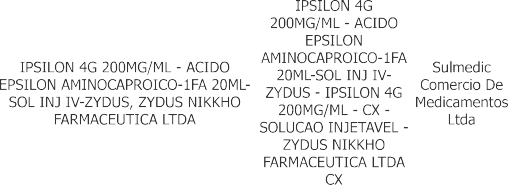 IPSILON 4G 200MG/ML - ACIDO
EPSILON AMINOCAPROICO-1FA 20ML-
SOL INJ IV-ZYDUS, ZYDUS NIKKHO
FARMACEUTICA LTDA
IPSILON 4G
200MG/ML - ACIDO
EPSILON
AMINOCAPROICO-1FA
20ML-SOL INJ IV-
ZYDUS - IPSILON 4G
200MG/ML - CX -
SOLUCAO INJETAVEL -
ZYDUS NIKKHO
FARMACEUTICA LTDA
CX
Sulmedic
Comercio De
Medicamentos
Ltda